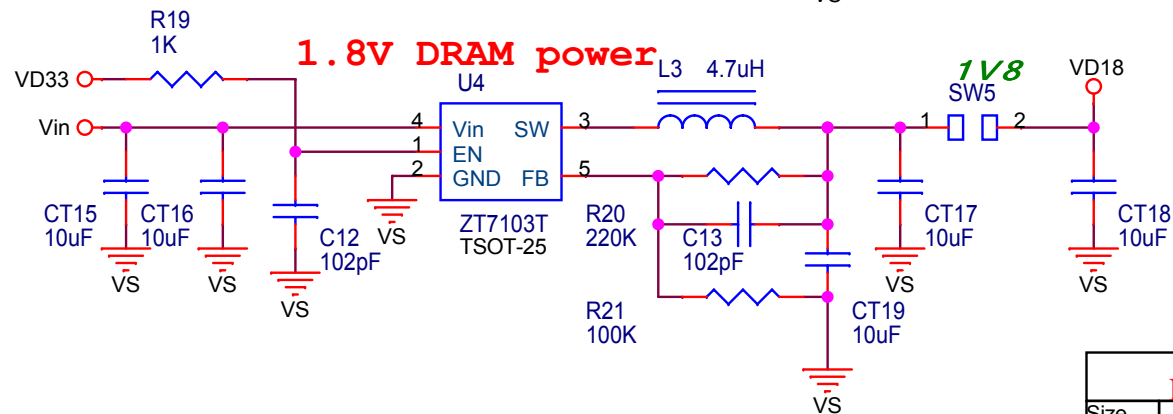 R19
1K
1.8V DRAM power
VD33
Vin
U4
4 Vin SW 3
1 EN
2 GND FB 5
ZT7103T
TSOT-25
L3 4.7uH
1V8
SW5
1 2
VD18
CT15
10uF
CT16
10uF
C12
102pF
VS
VS
VS
VS
R20
220K
C13
102pF
R21
100K
CT19
10uF
VS
CT17
10uF
VS
CT18
10uF
VS
Size